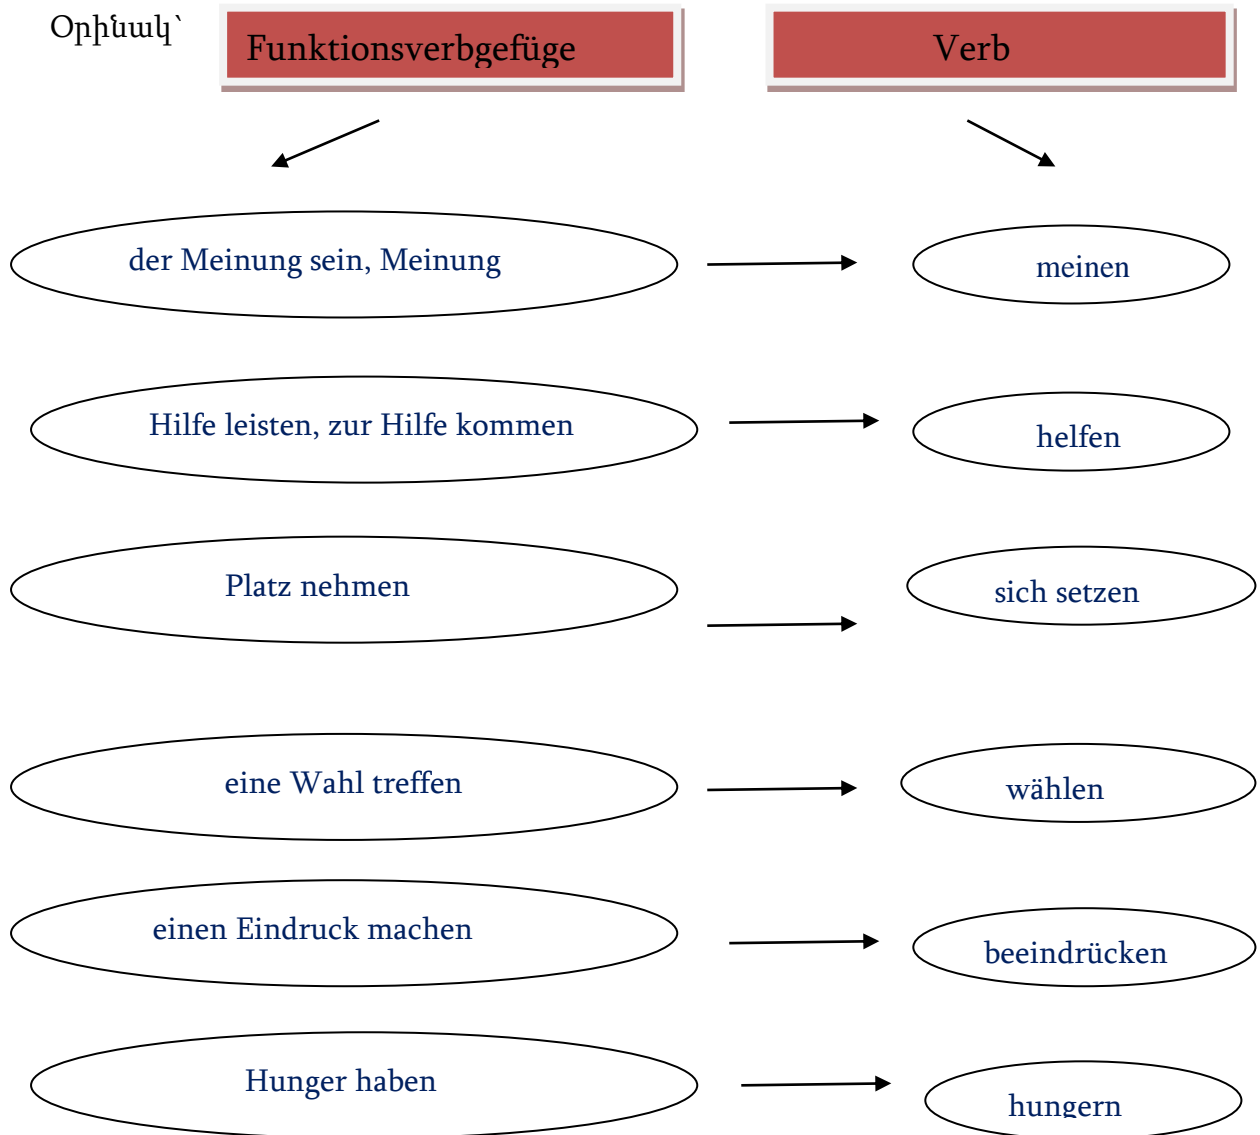 Օրինակ՝
Funktionsverbgefüge
Verb
der Meinung sein, Meinung
meinen
Hilfe leisten, zur Hilfe kommen
helfen
Platz nehmen
sich setzen
eine Wahl treffen
wählen
einen Eindruck machen
beeindrücken
Hunger haben
hungern